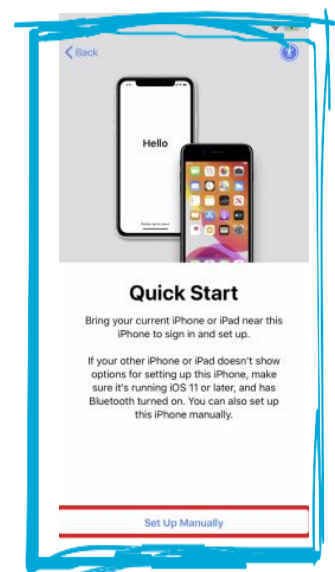 Back
Hello
Quick Start
Bring your current iPhone or iPad near this
iPhone to sign in and set up.
If your other iPhone or iPad doesn't show
options for setting up this iPhone, make
sure it's running iOS 11 or later, and has
Bluetooth turned on. You can also set up
this iPhone manually.
Set Up Manually